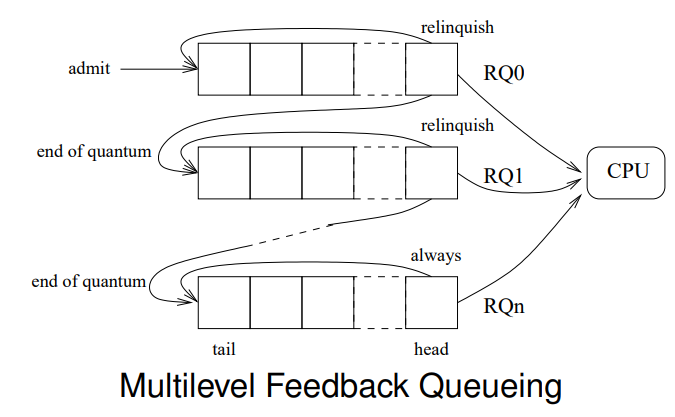 relinquish
admit
RQ0
relinquish
end of quantum
RQ1
CPU
always
end of quantum
RQn
tail
head
Multilevel Feedback Queueing